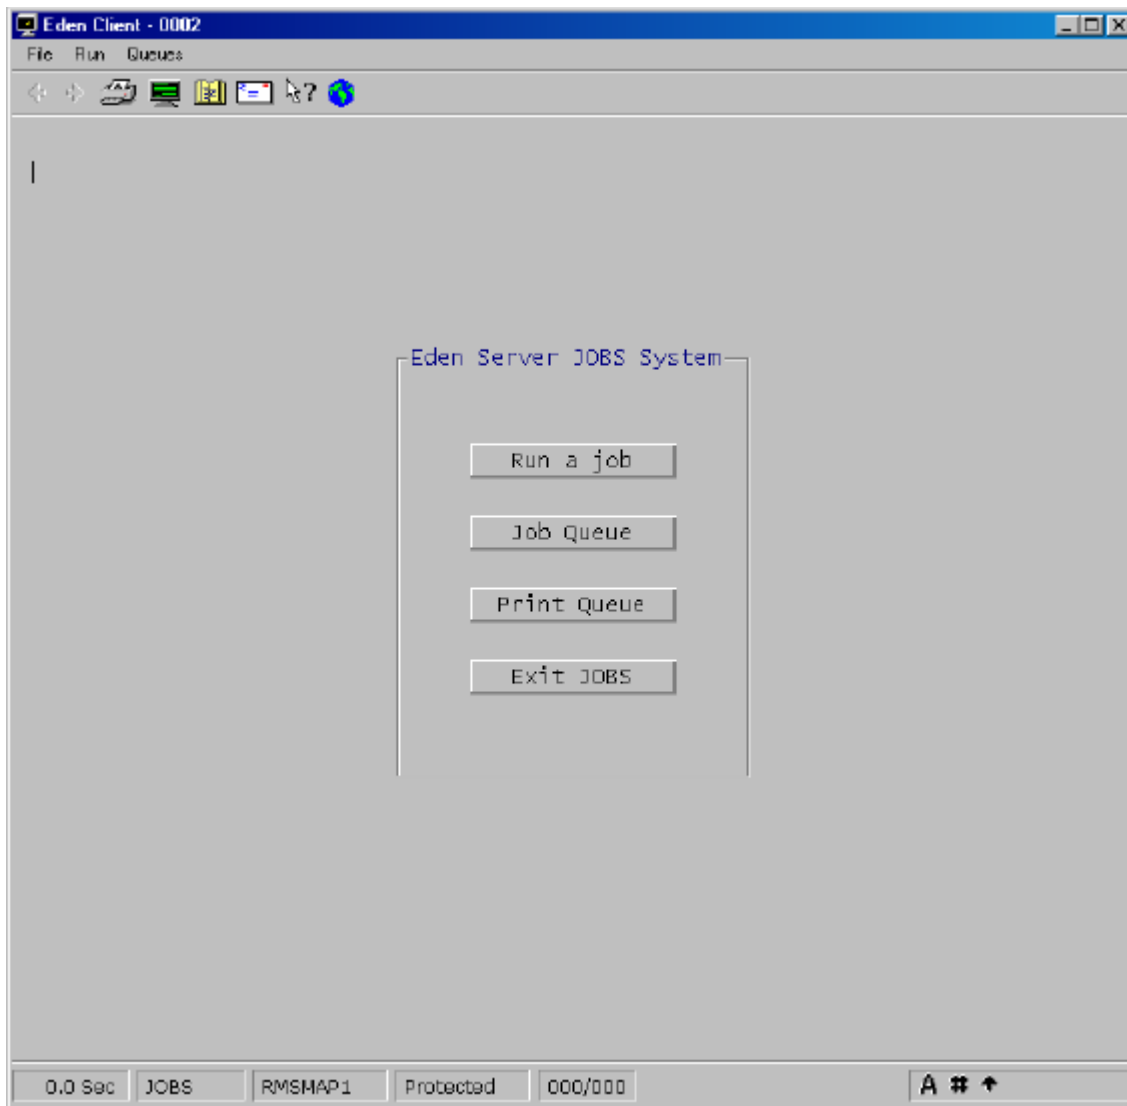 Eden Client - 0002
File Run Queues
Eden Server JOBS System
Run a job
Job Queue
Print Queue
Exit JOBS
0.0 Sec JOBS RMSMAP1 Protected 000/000 A #